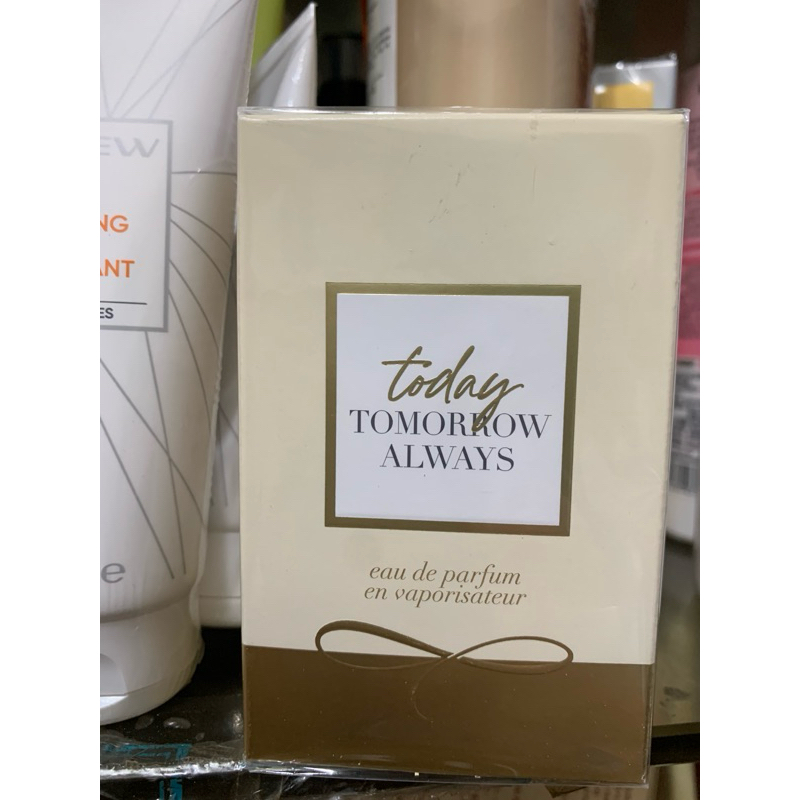 EW
NG
ANT
ES
e
today
TOMORROW
ALWAYS
eau de parfum
en vaporisateur